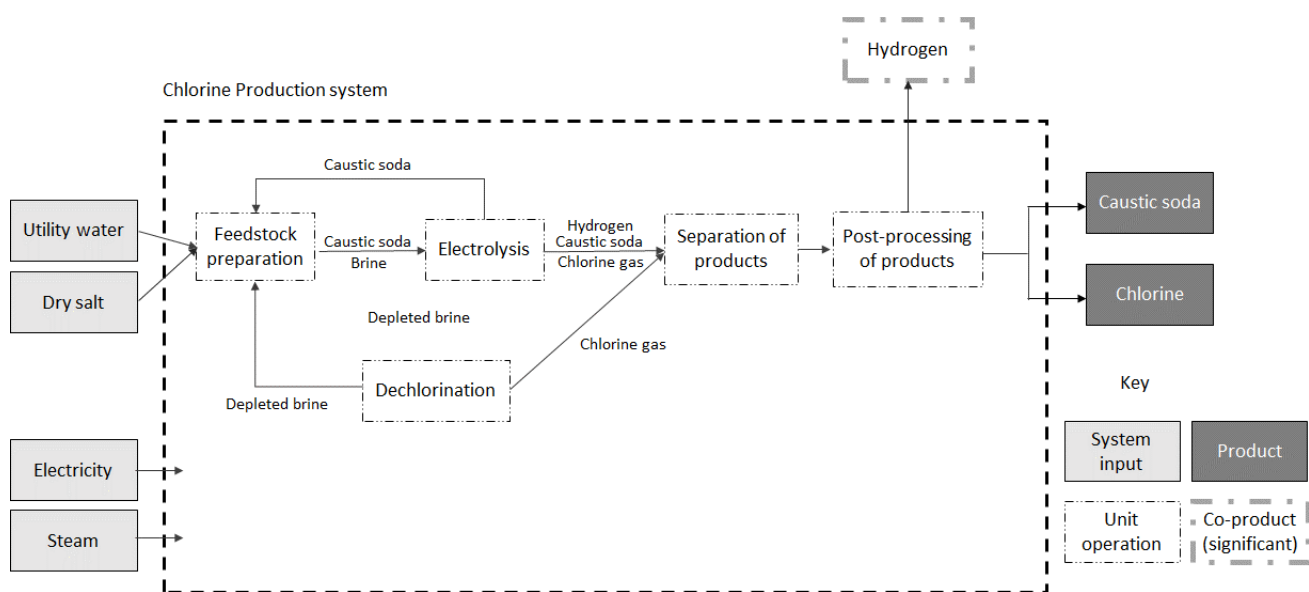 Hydrogen
Chlorine Production system
Caustic soda
Utility water
Dry salt
Feedstock
preparation
Caustic soda
Brine
Electrolysis
Hydrogen
Caustic soda
Chlorine gas
Separation of
products
Post-processing
of products
Caustic soda
Chlorine
Depleted brine
Chlorine gas
Dechlorination
Depleted brine
Electricity
Steam
Key
System
input
Product
Unit
operation
Co-product
(significant)